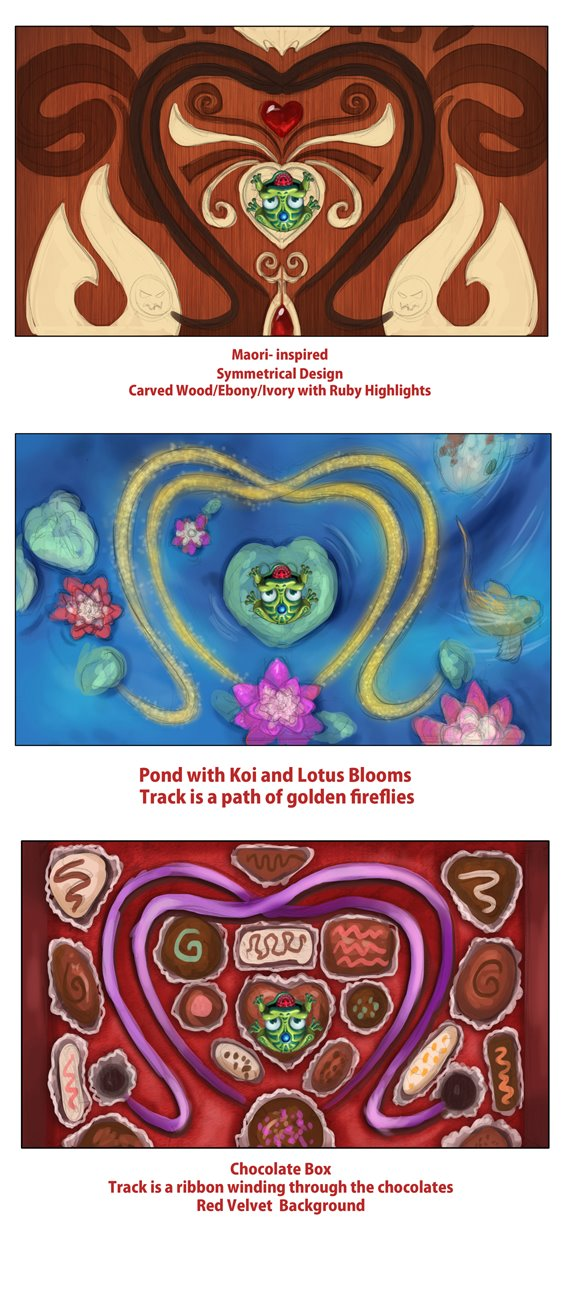 Maori- inspired
Symmetrical Design
Carved Wood/Ebony/Ivory with Ruby Highlights
Pond with Koi and Lotus Blooms
Track is a path of golden fireflies
Chocolate Box
Track is a ribbon winding through the chocolates
Red Velvet  Background